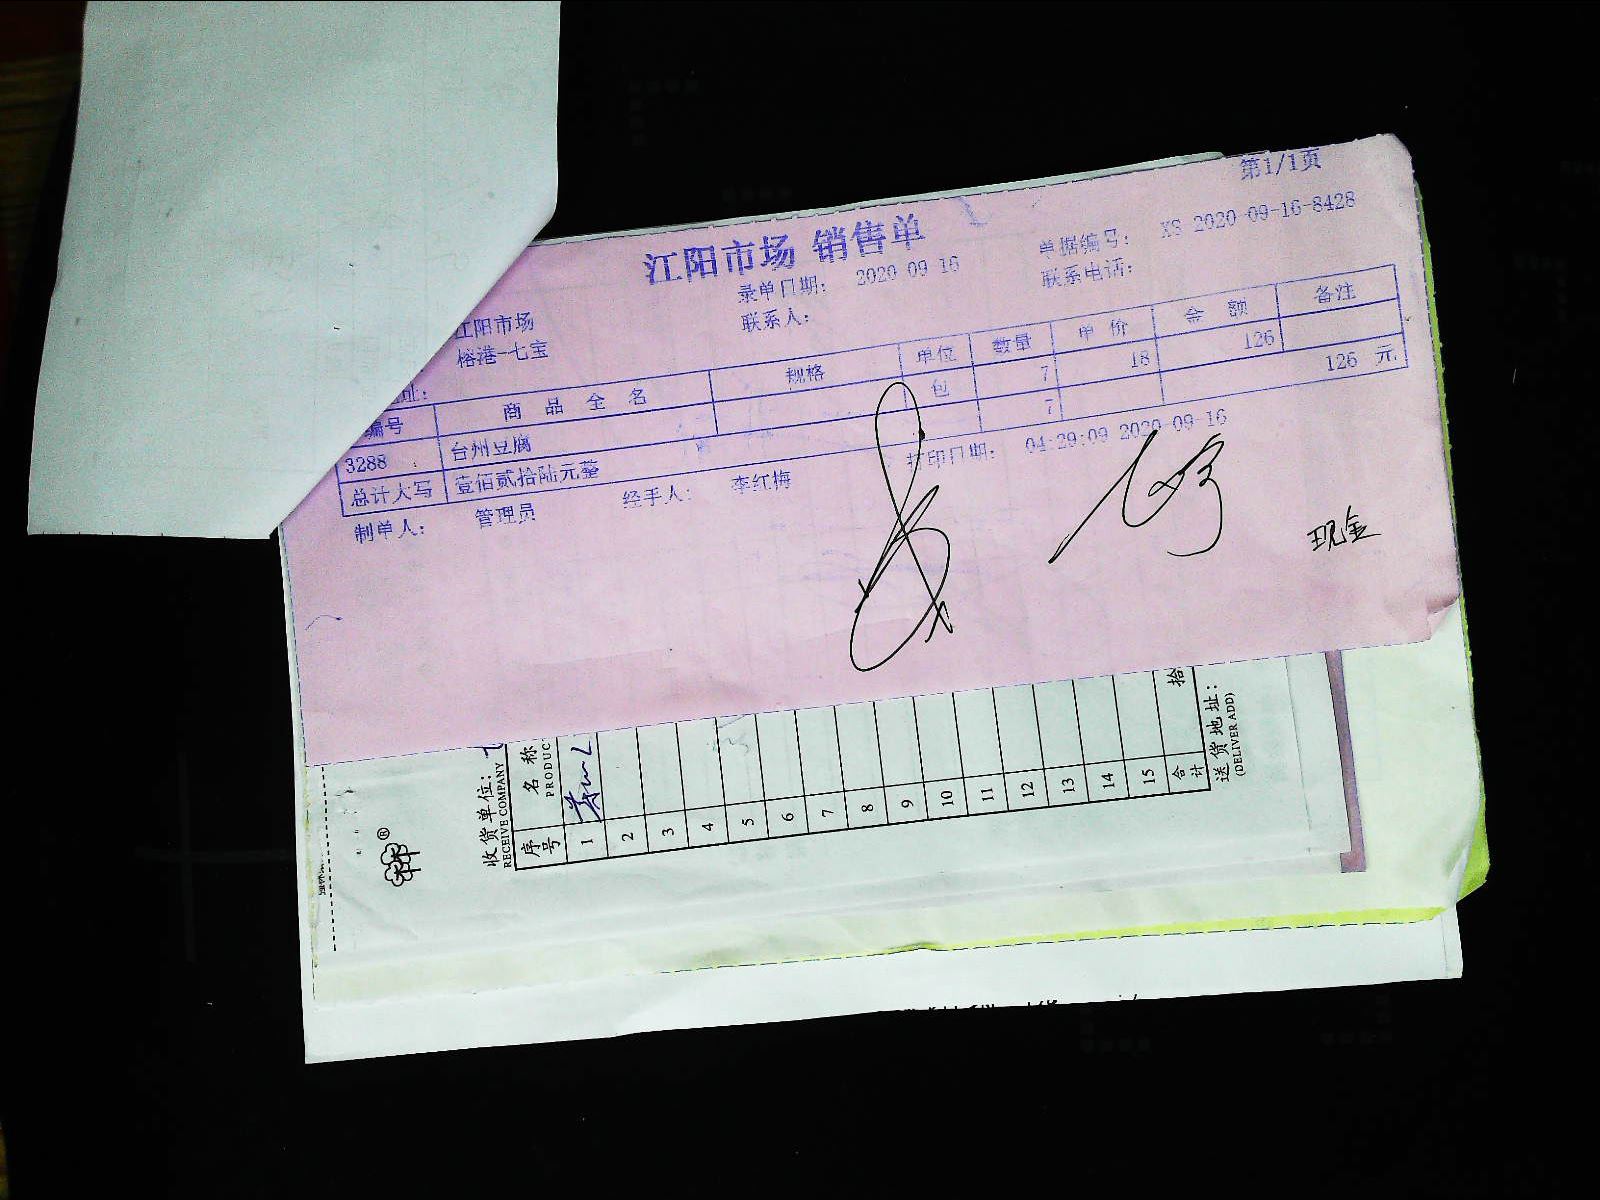 第1/1页
江阳市场 销售单
录单日期： 2020-09-16 单据编号： XS-2020-09-16-8428
江阳市场 联系人： 联系电话：
榕港-七宝
址：
编号 商品全名 规格 单位 数量 单价 金额 备注
3288 台州豆腐 包 7 18 126
总计大写 壹佰贰拾陆元整 7 126 元
制单人： 管理员 经手人： 李红梅 打印日期： 04:29:09 2020-09-16
现金
收货单位：
RECEIVE COMPANY
序号 名称
PRODUC
1
2
3
4
5
6
7
8
9
10
11
12
13
14
15
合计 拾
送货地址：
(DELIVER ADD)